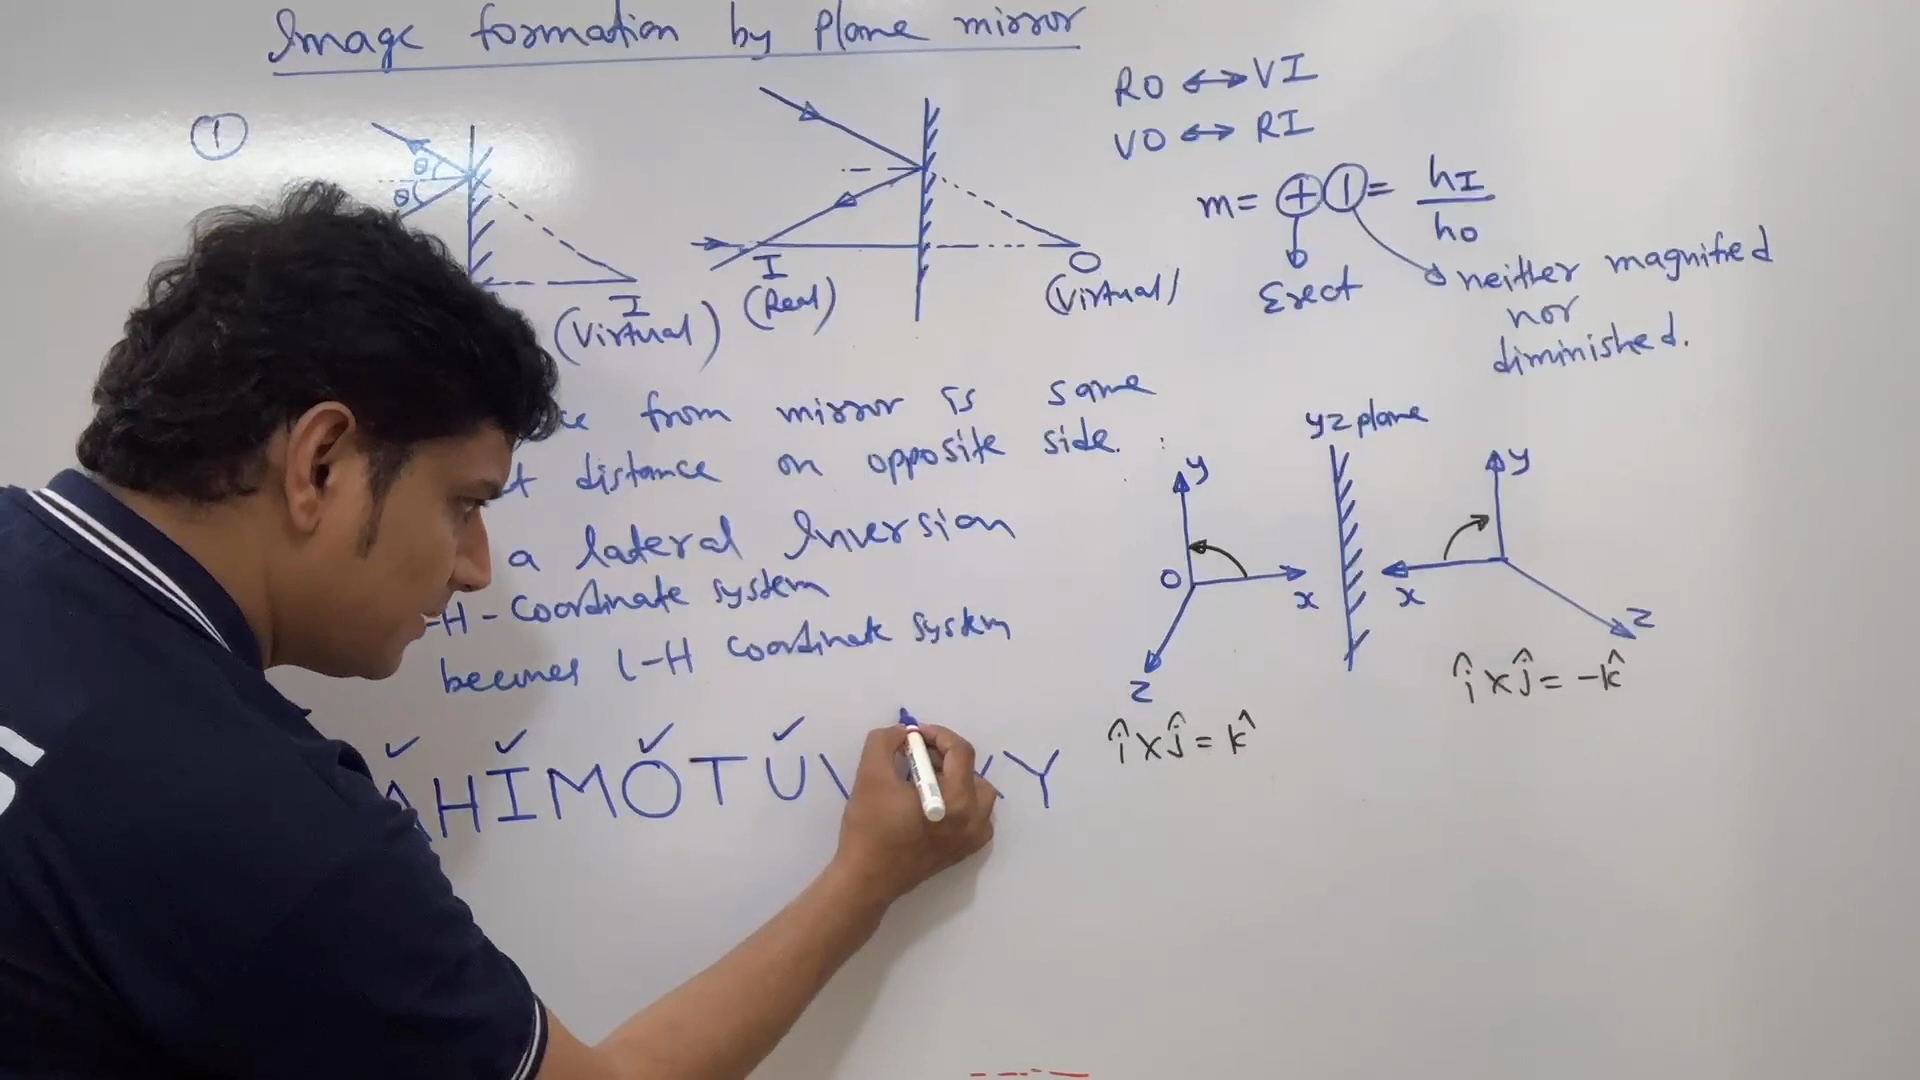 Image formation by plane mirror
①
θ
θ
I
(Virtual)
I
(Real)
O
(Virtual)
RO ↔ VI
VO ↔ RI
m = ⊕ ① = hI / hO
Erect
neither magnified
nor
diminished.
from mirror is same
distance on opposite side.
a lateral Inversion
-H - Coordinate system
becomes L-H coordinate system
A H I M O T U V X Y
yz plane
y
O
x
z
y
x
z
î × ĵ = k̂
î × ĵ = -k̂